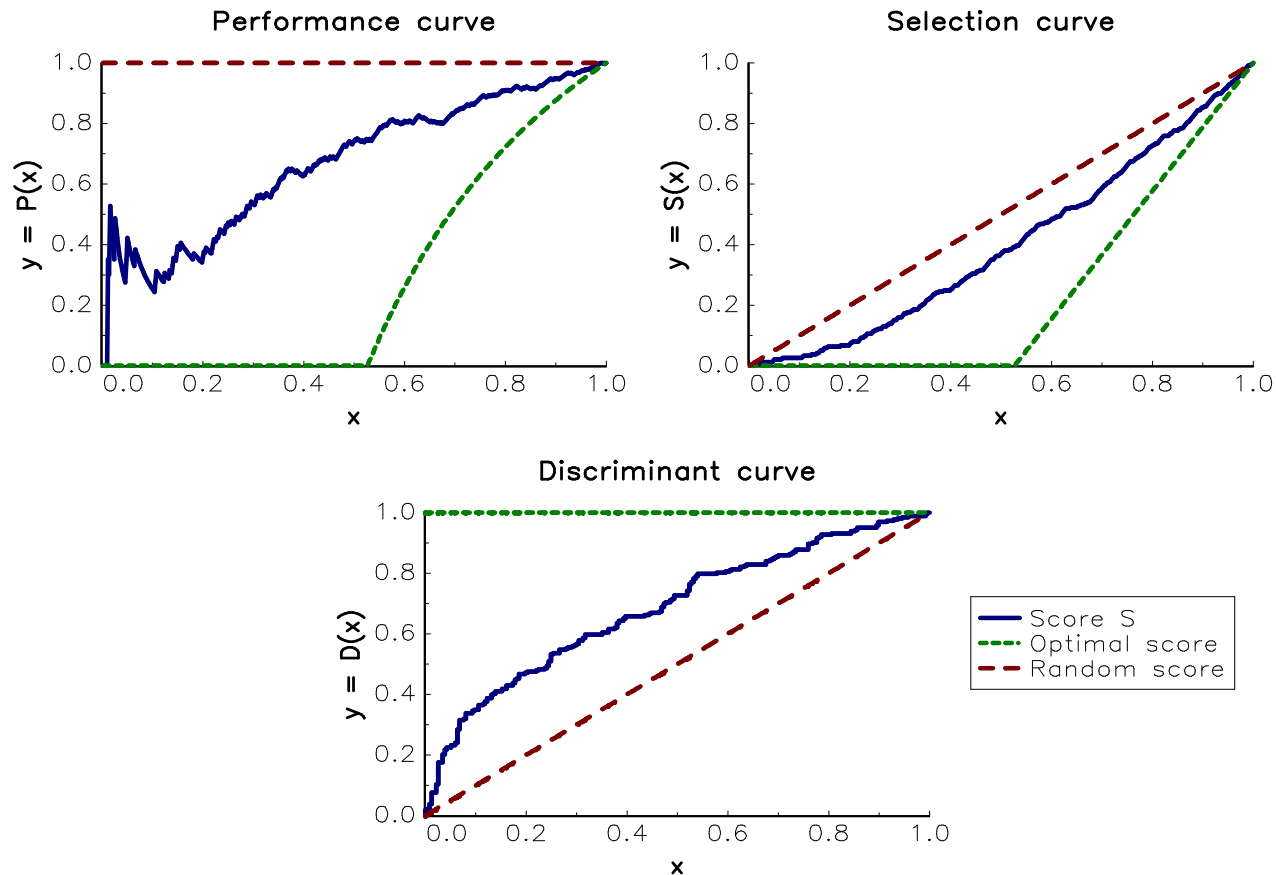 Performance curve
1.0
0.8
0.6
0.4
0.2
0.0
y = P(x)
0.0 0.2 0.4 0.6 0.8 1.0
x
Selection curve
1.0
0.8
0.6
0.4
0.2
0.0
y = S(x)
0.0 0.2 0.4 0.6 0.8 1.0
x
Discriminant curve
1.0
0.8
0.6
0.4
0.2
0.0
y = D(x)
0.0 0.2 0.4 0.6 0.8 1.0
x
Score S
Optimal score
Random score